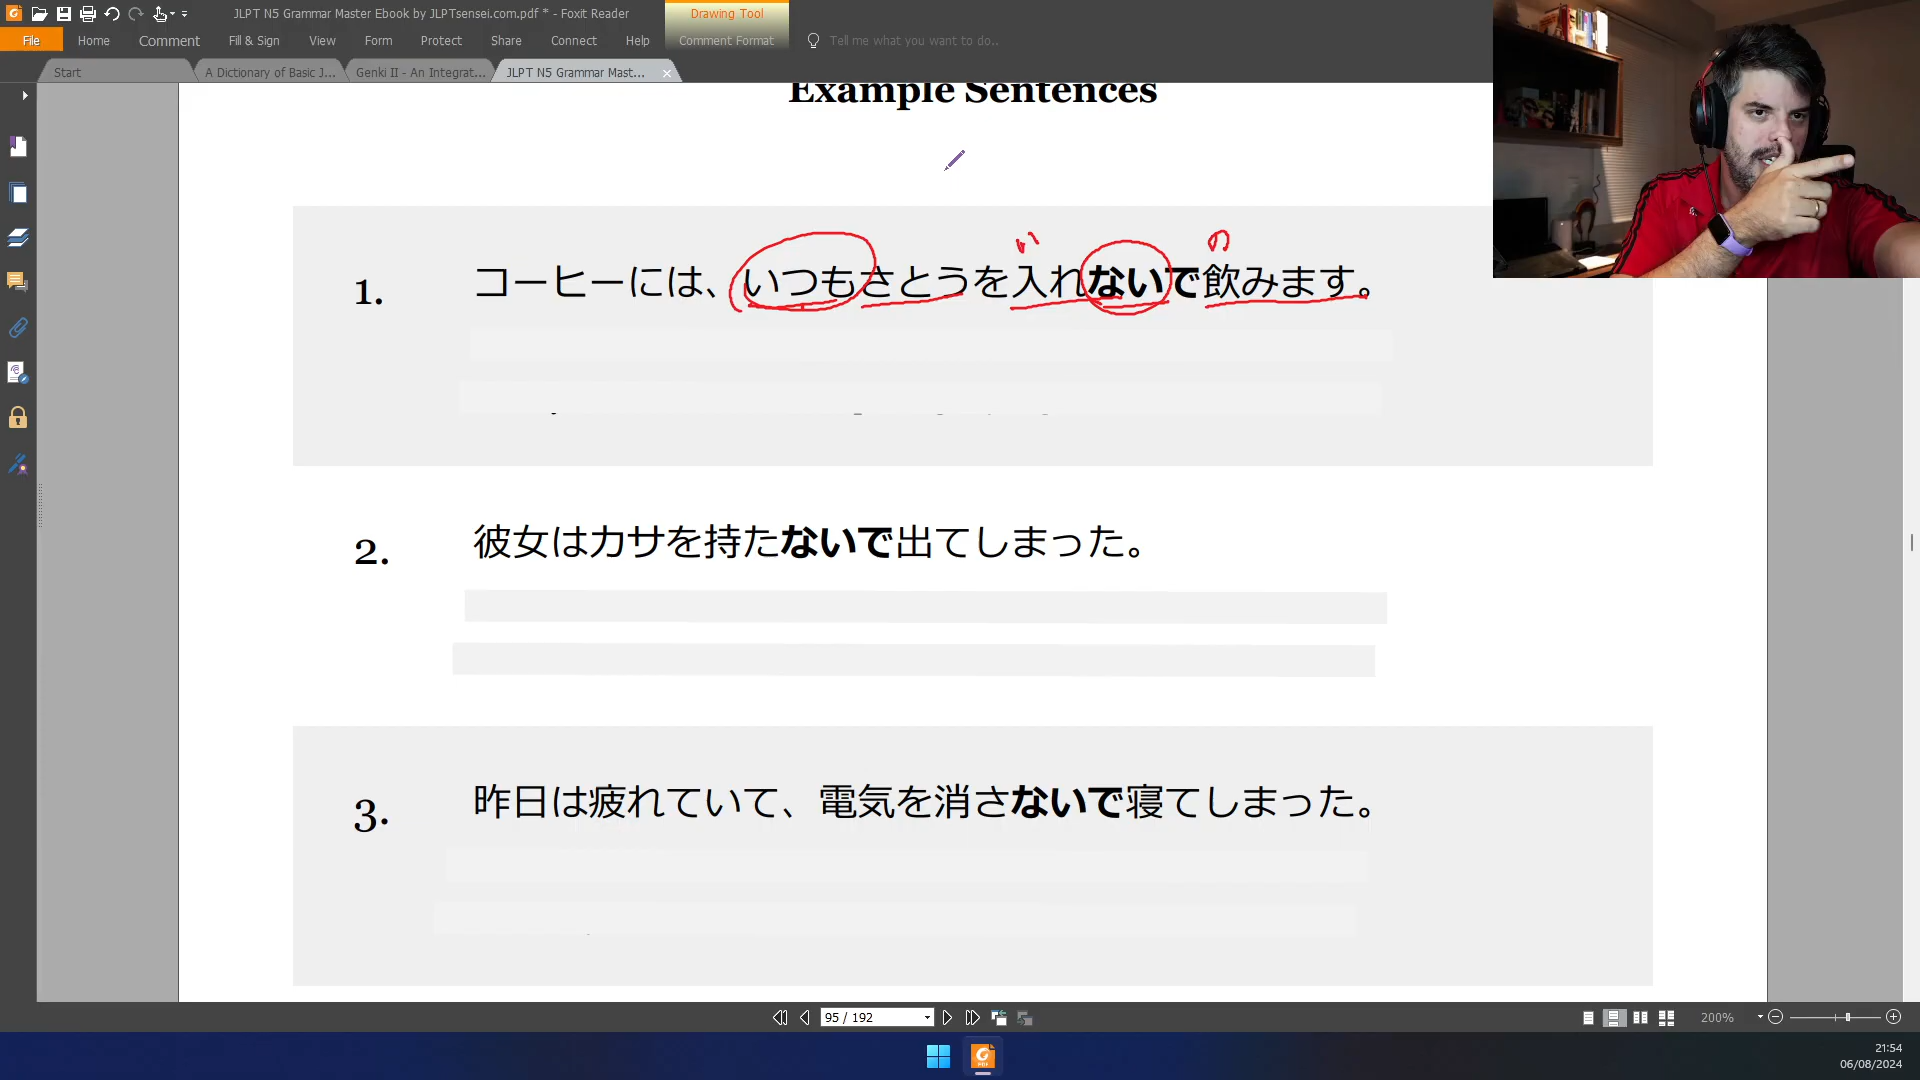 JLPT N5 Grammar Master Ebook by JLPTsensei.com.pdf * - Foxit Reader
Drawing Tool
File Home Comment Fill & Sign View Form Protect Share Connect Help Comment Format Tell me what you want to do..
Start A Dictionary of Basic J... Genki II - An Integrat... JLPT N5 Grammar Mast...
Example Sentences
い の
1. コーヒーには、いつもさとうを入れないで飲みます。
2. 彼女はカサを持たないで出てしまった。
3. 昨日は疲れていて、電気を消さないで寝てしまった。
95 / 192
200%
21:54
06/08/2024